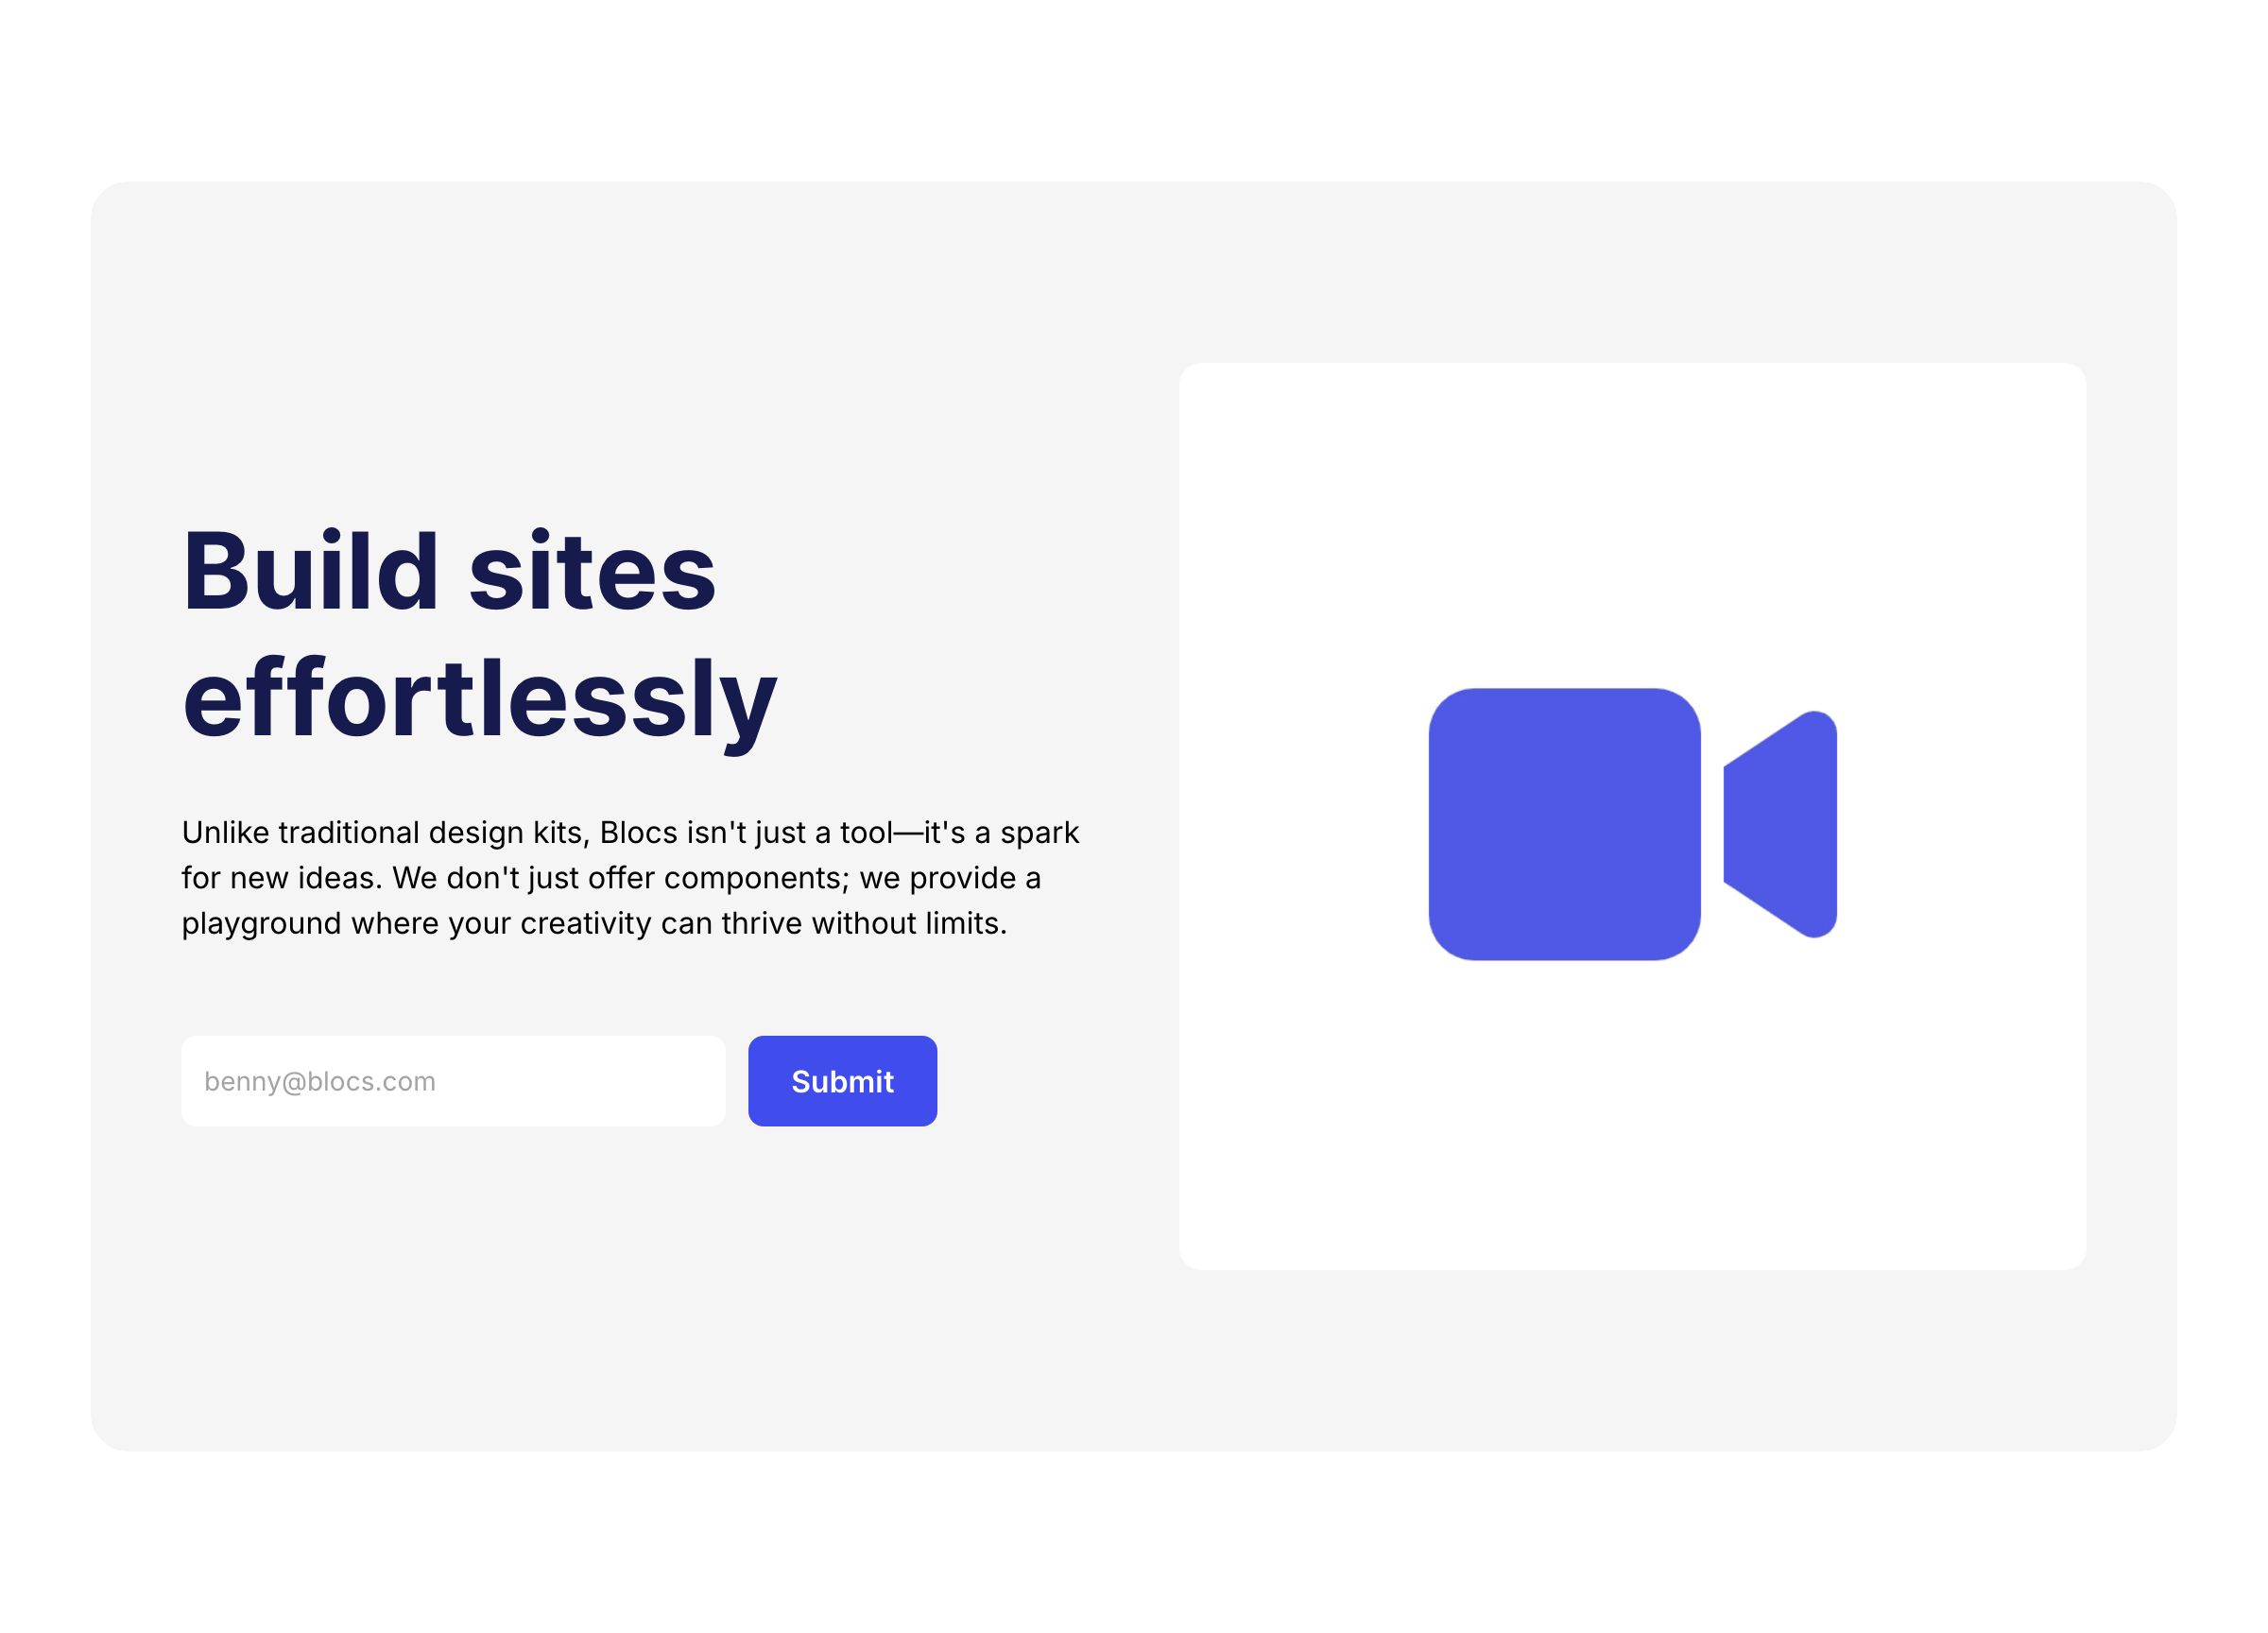 Build sites
effortlessly
Unlike traditional design kits, Blocs isn't just a tool—it's a spark
for new ideas. We don't just offer components; we provide a
playground where your creativity can thrive without limits.
benny@blocs.com
Submit